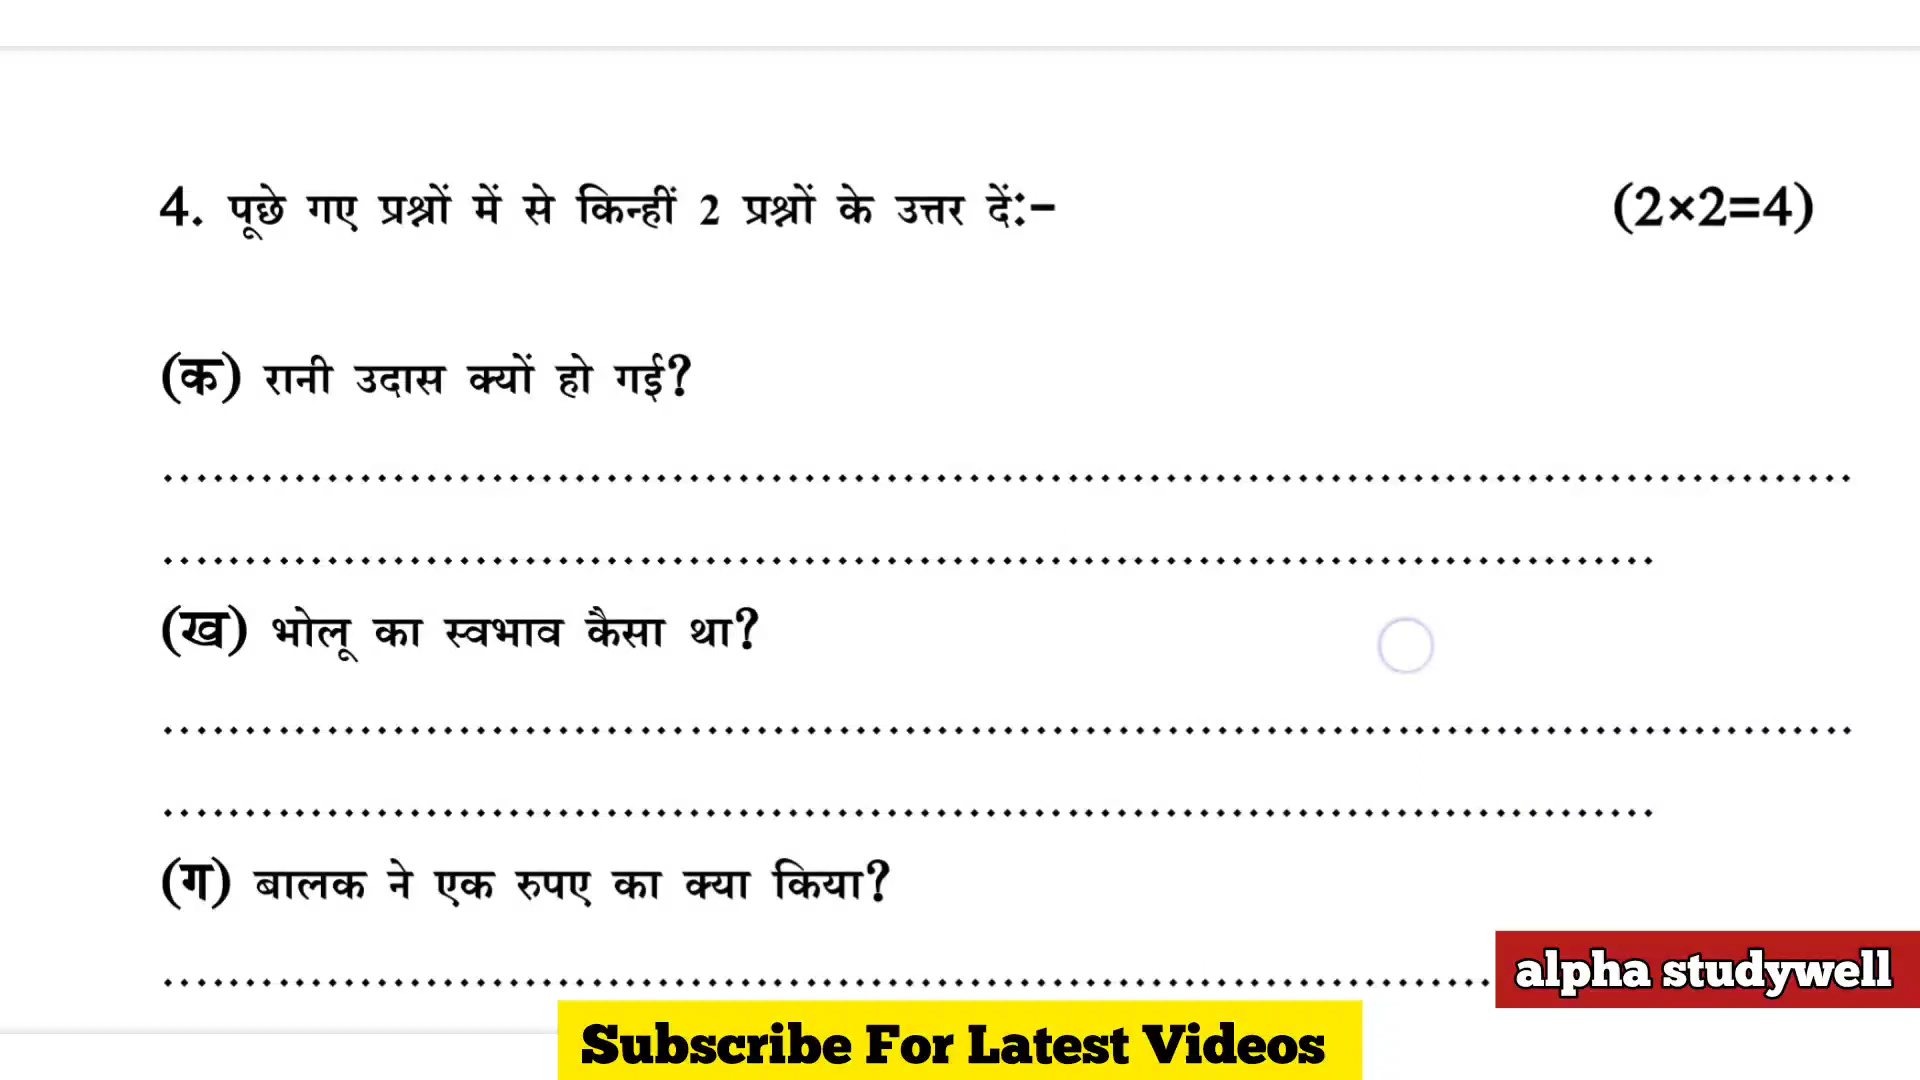 4. पूछे गए प्रश्नों में से किन्हीं 2 प्रश्नों के उत्तर दें:- (2×2=4)
(क) रानी उदास क्यों हो गई?
(ख) भोलू का स्वभाव कैसा था?
(ग) बालक ने एक रुपए का क्या किया?
alpha studywell
Subscribe For Latest Videos